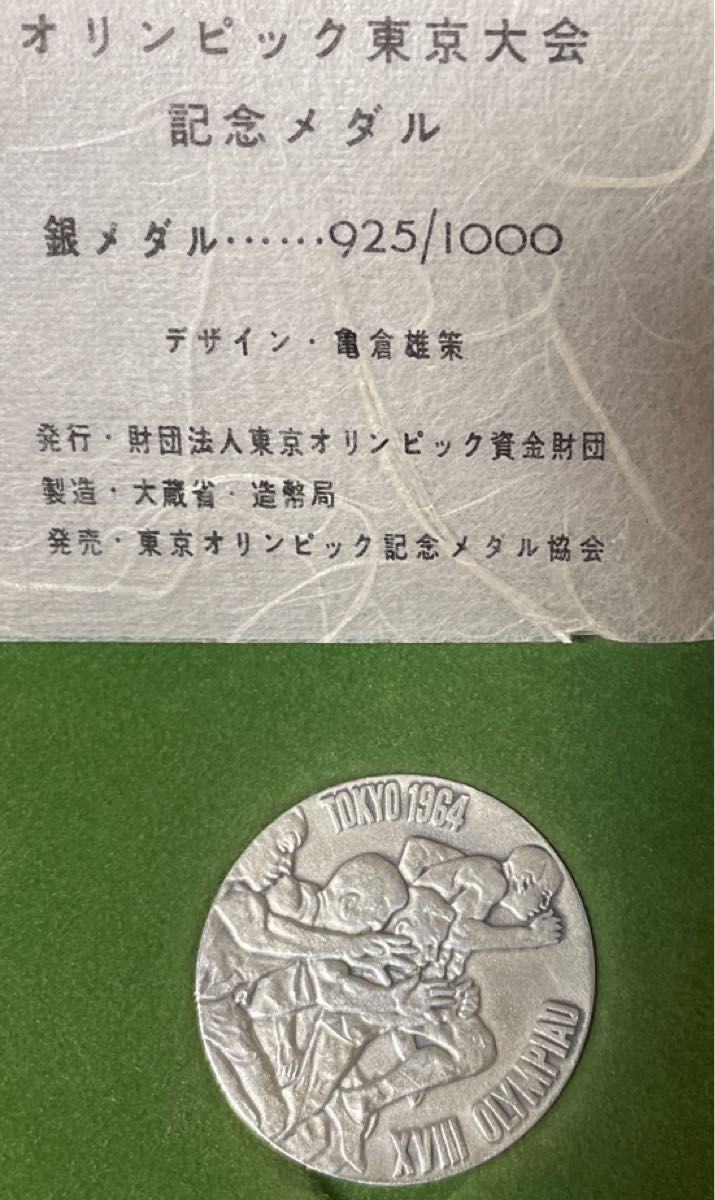 オリンピック東京大会
記念メダル
銀メダル……925/1000
デザイン・亀倉雄策
発行・財団法人東京オリンピック資金財団
製造・大蔵省・造幣局
発売・東京オリンピック記念メダル協会
TOKYO 1964
XVIII OLYMPIAD